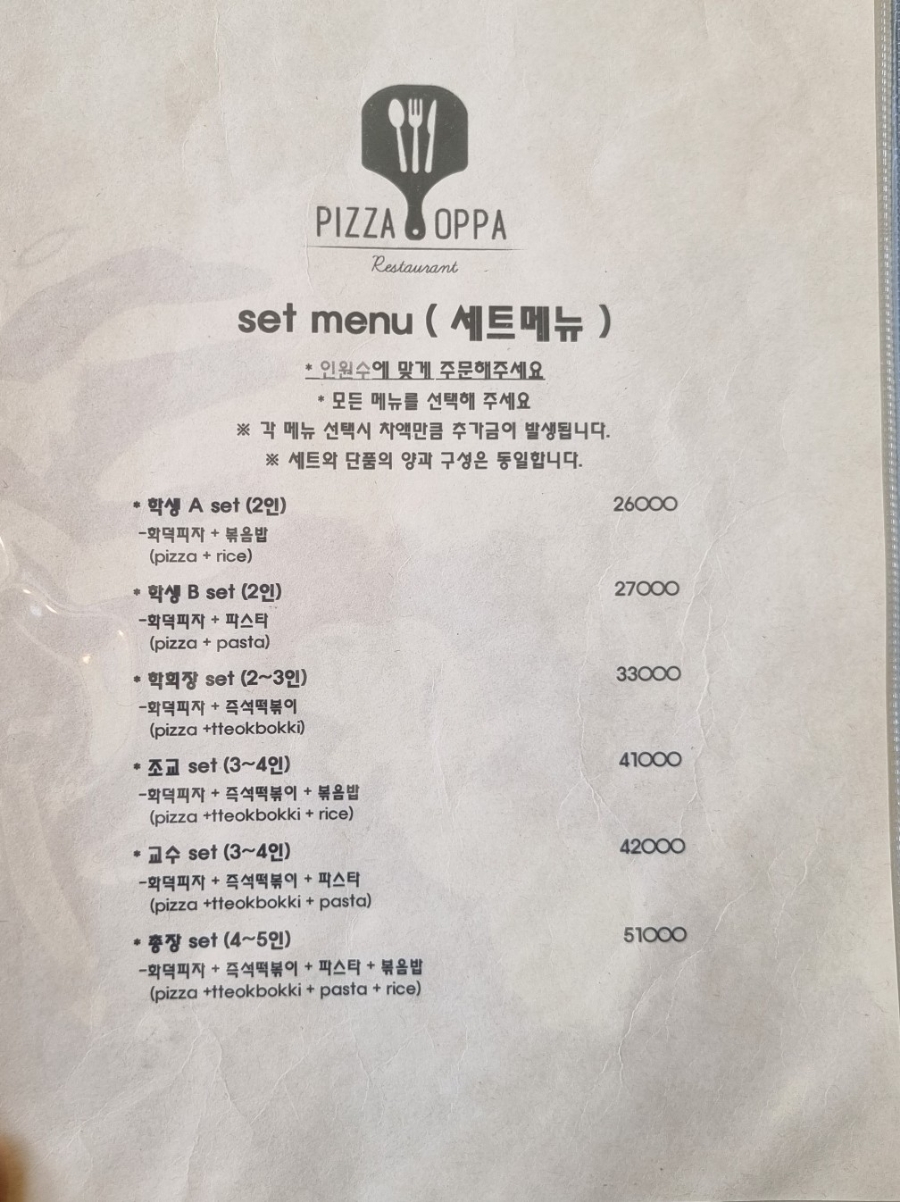 PIZZA OPPA
Restaurant
set menu ( 세트메뉴 )
* 인원수에 맞게 주문해주세요
* 모든 메뉴를 선택해 주세요
※ 각 메뉴 선택시 차액만큼 추가금이 발생됩니다.
※ 세트와 단품의 양과 구성은 동일합니다.
* 학생 A set (2인) 26000
-화덕피자 + 볶음밥
(pizza + rice)
* 학생 B set (2인) 27000
-화덕피자 + 파스타
(pizza + pasta)
* 학회장 set (2~3인) 33000
-화덕피자 + 즉석떡볶이
(pizza +tteokbokki)
* 조교 set (3~4인) 41000
-화덕피자 + 즉석떡볶이 + 볶음밥
(pizza +tteokbokki + rice)
* 교수 set (3~4인) 42000
-화덕피자 + 즉석떡볶이 + 파스타
(pizza +tteokbokki + pasta)
* 총장 set (4~5인) 51000
-화덕피자 + 즉석떡볶이 + 파스타 + 볶음밥
(pizza +tteokbokki + pasta + rice)